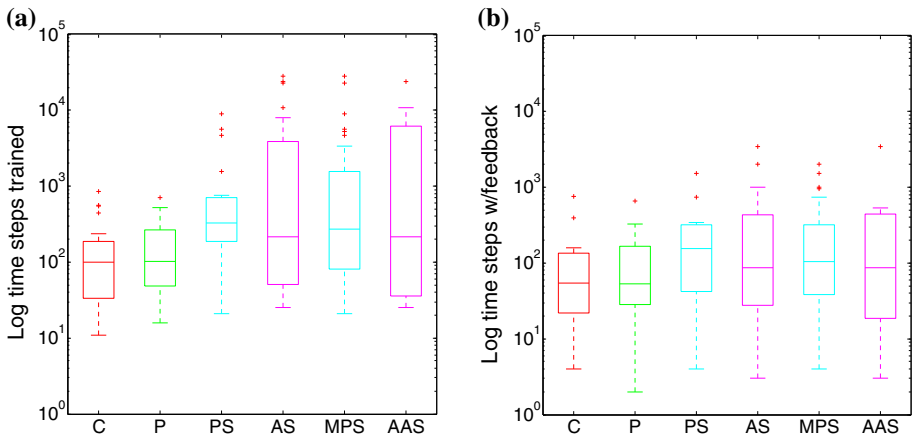 (a)
Log time steps trained
10^5
10^4
10^3
10^2
10^1
10^0
C P PS AS MPS AAS
(b)
Log time steps w/feedback
10^5
10^4
10^3
10^2
10^1
10^0
C P PS AS MPS AAS